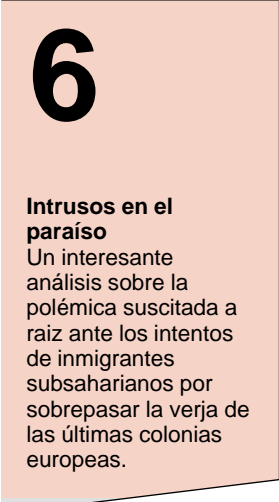 6
Intrusos en el
paraíso
Un interesante
análisis sobre la
polémica suscitada a
raiz ante los intentos
de inmigrantes
subsaharianos por
sobrepasar la verja de
las últimas colonias
europeas.